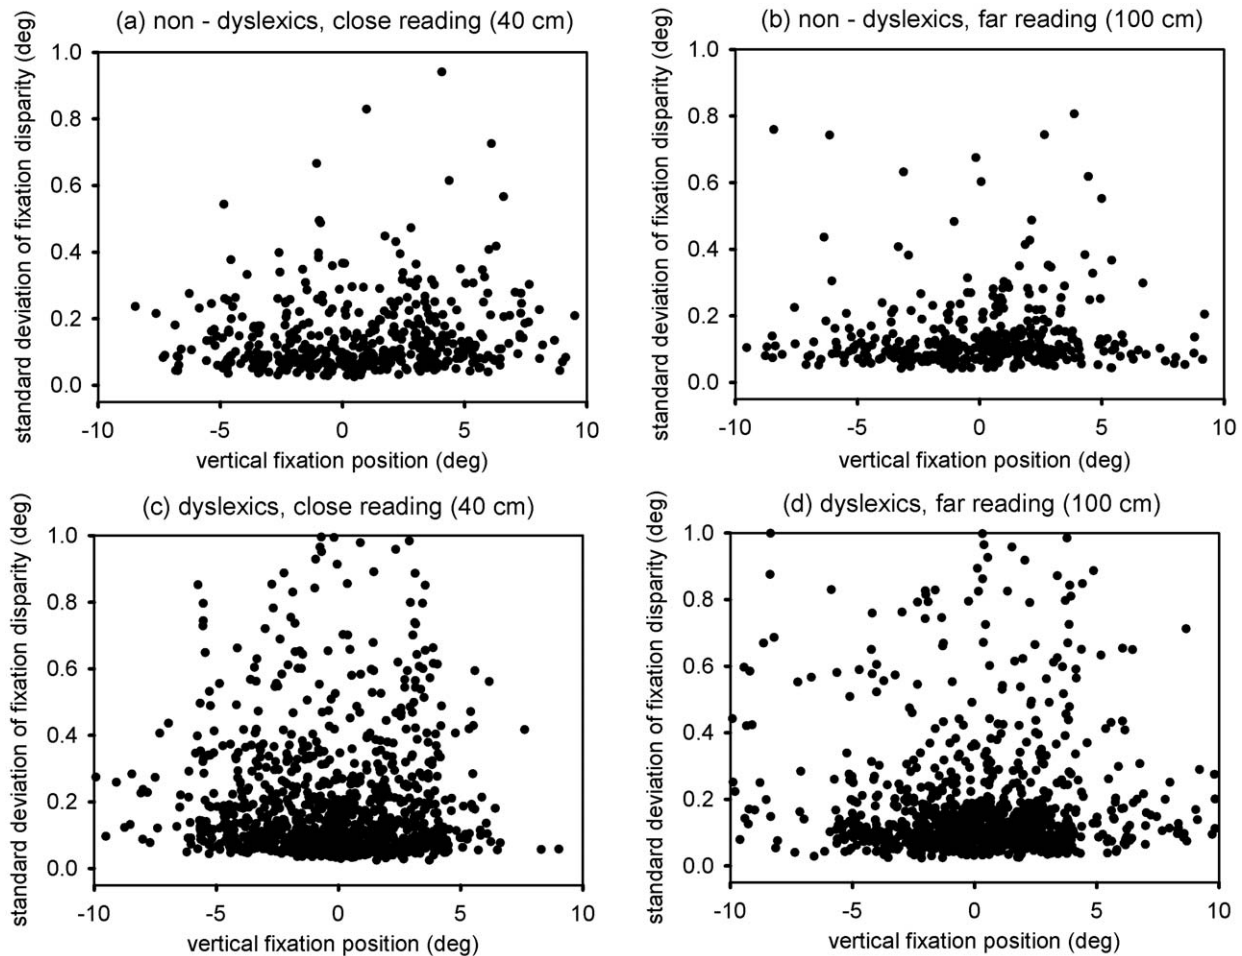 (a) non - dyslexics, close reading (40 cm)
standard deviation of fixation disparity (deg)
1.0
0.8
0.6
0.4
0.2
0.0
-10 -5 0 5 10
vertical fixation position (deg)
(b) non - dyslexics, far reading (100 cm)
standard deviation of fixation disparity (deg)
1.0
0.8
0.6
0.4
0.2
0.0
-10 -5 0 5 10
vertical fixation position (deg)
(c) dyslexics, close reading (40 cm)
standard deviation of fixation disparity (deg)
1.0
0.8
0.6
0.4
0.2
0.0
-10 -5 0 5 10
vertical fixation position (deg)
(d) dyslexics, far reading (100 cm)
standard deviation of fixation disparity (deg)
1.0
0.8
0.6
0.4
0.2
0.0
-10 -5 0 5 10
vertical fixation position (deg)